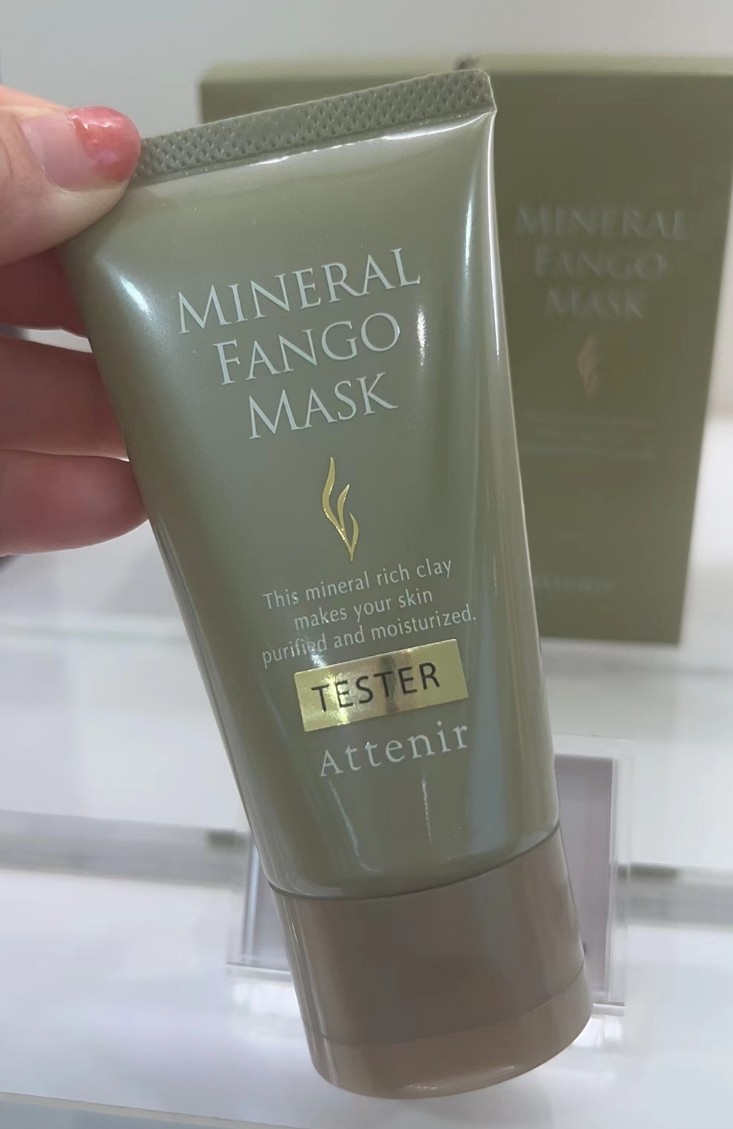 MINERAL
FANGO
MASK
This mineral rich clay
makes your skin
purified and moisturized.
TESTER
Attenir
MINERAL
FANGO
MASK